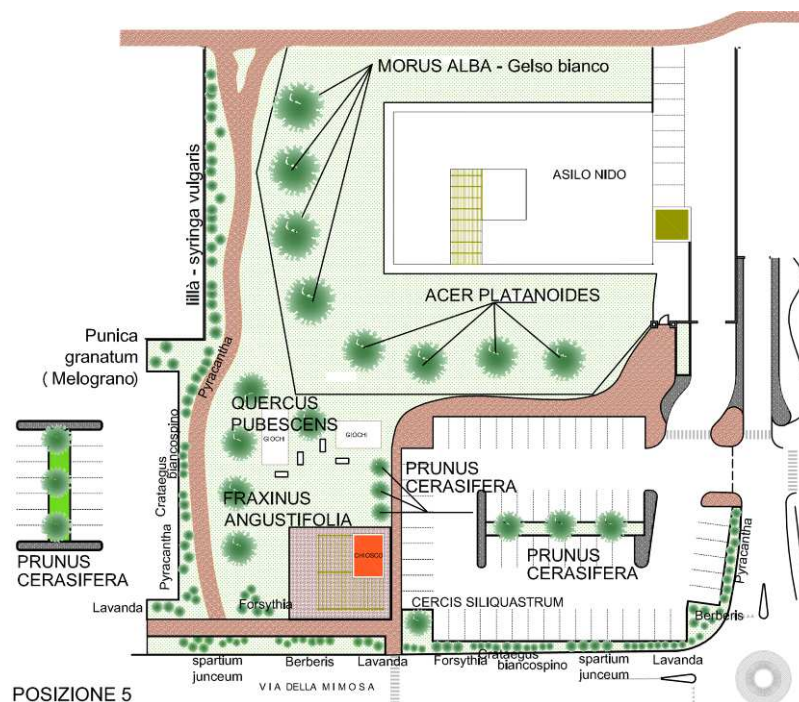 MORUS ALBA - Gelso bianco
ASILO NIDO
lillà - syringa vulgaris
ACER PLATANOIDES
Punica
granatum
( Melograno)
Pyracantha
QUERCUS
PUBESCENS
GIOCHI
GIOCHI
Crataegus
biancospino
PRUNUS
CERASIFERA
FRAXINUS
ANGUSTIFOLIA
PRUNUS
CERASIFERA
PRUNUS
CERASIFERA
CHIOSCO
Pyracantha
Pyracantha
Lavanda
Forsythia
CERCIS SILIQUASTRUM
Berberis
spartium
junceum
Berberis
Lavanda
Forsythia
Crataegus
biancospino
spartium
junceum
Lavanda
VIA DELLA MIMOSA
POSIZIONE 5